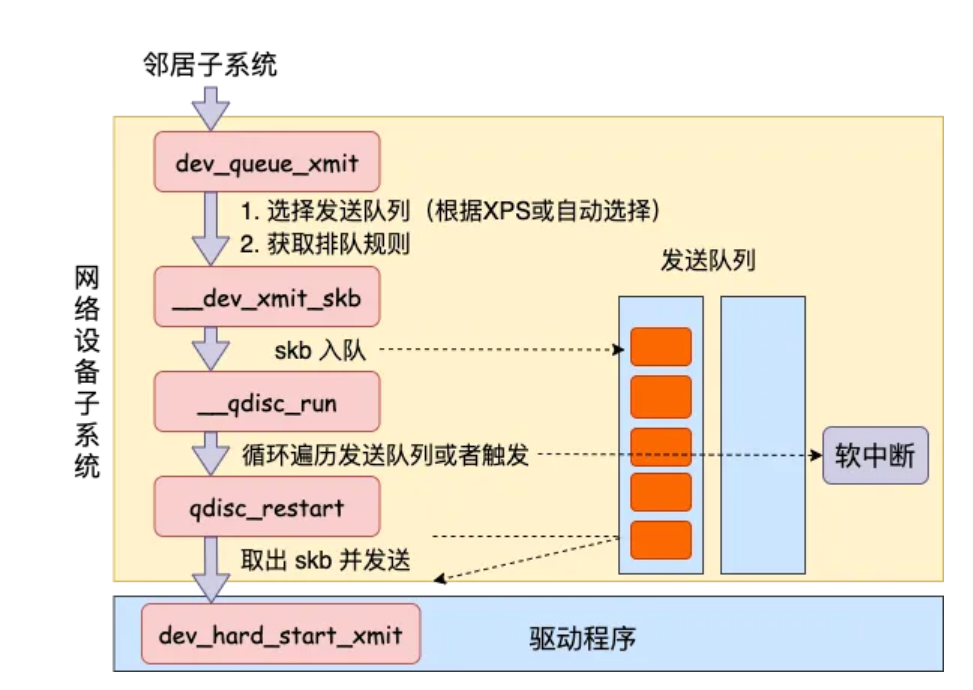 邻居子系统
dev_queue_xmit
1. 选择发送队列（根据XPS或自动选择）
2. 获取排队规则
发送队列
网络设备子系统
__dev_xmit_skb
skb 入队
__qdisc_run
循环遍历发送队列或者触发
软中断
qdisc_restart
取出 skb 并发送
dev_hard_start_xmit
驱动程序